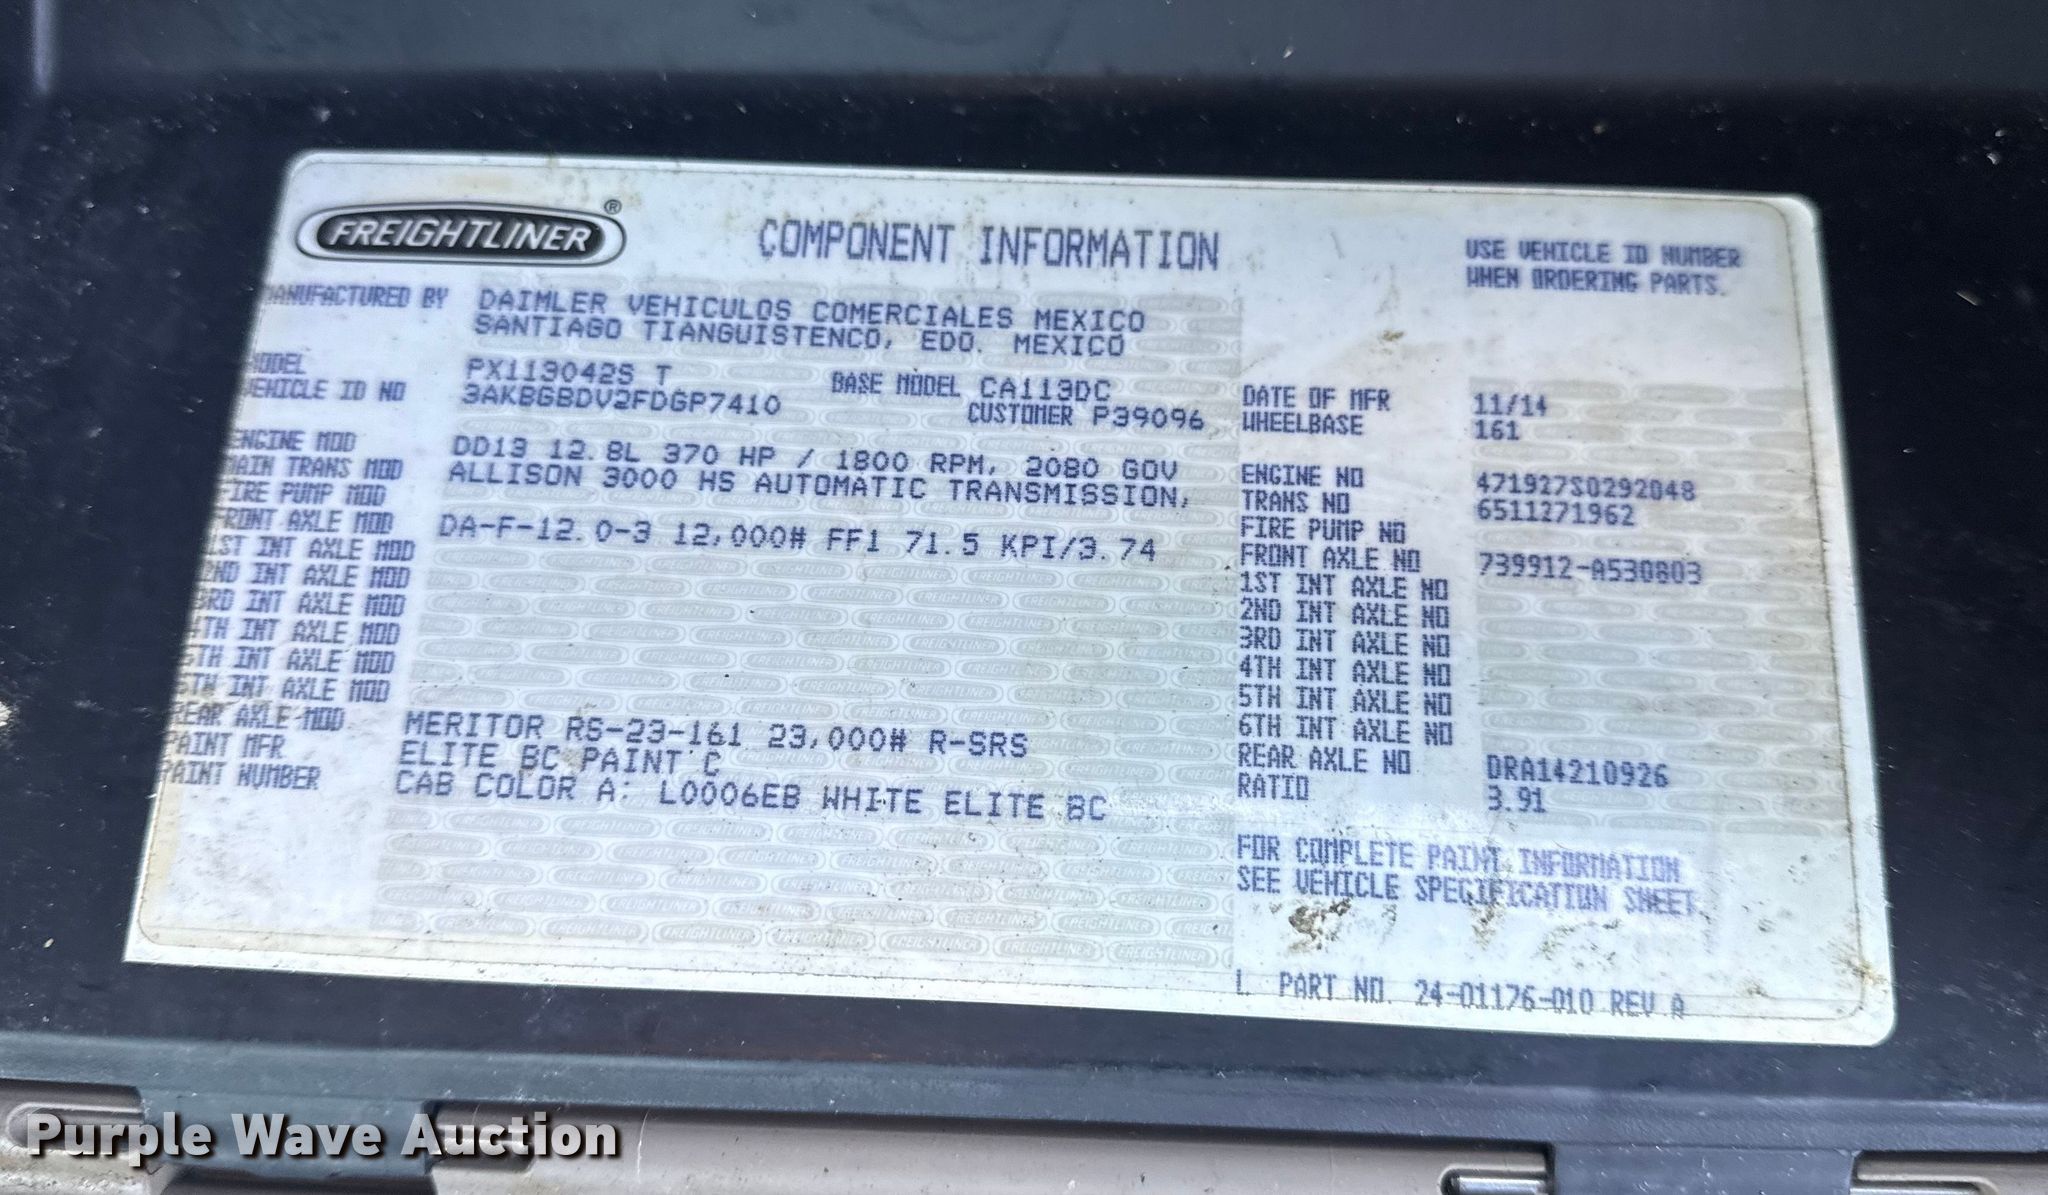 FREIGHTLINER®
COMPONENT INFORMATION
USE VEHICLE ID NUMBER
WHEN ORDERING PARTS.
MANUFACTURED BY DAIMLER VEHICULOS COMERCIALES MEXICO
SANTIAGO TIANGUISTENCO, EDO. MEXICO
MODEL PX113042S T BASE MODEL CA113DC
VEHICLE ID NO 3AKBGBDV2FDGP7410 CUSTOMER P39096
DATE OF MFR 11/14
WHEELBASE 161
ENGINE MOD DD13 12.8L 370 HP / 1800 RPM, 2080 GOV
MAIN TRANS MOD ALLISON 3000 HS AUTOMATIC TRANSMISSION,
FIRE PUMP MOD
FRONT AXLE MOD DA-F-12.0-3 12,000# FF1 71.5 KPI/3.74
1ST INT AXLE MOD
2ND INT AXLE MOD
3RD INT AXLE MOD
4TH INT AXLE MOD
5TH INT AXLE MOD
6TH INT AXLE MOD
REAR AXLE MOD MERITOR RS-23-161 23,000# R-SRS
PAINT MFR ELITE BC PAINT'C
PAINT NUMBER CAB COLOR A: L0006EB WHITE ELITE BC
ENGINE NO 471927S0292048
TRANS NO 6511271962
FIRE PUMP NO
FRONT AXLE NO 739912-A530803
1ST INT AXLE NO
2ND INT AXLE NO
3RD INT AXLE NO
4TH INT AXLE NO
5TH INT AXLE NO
6TH INT AXLE NO
REAR AXLE NO DRA14210926
RATIO 3.91
FOR COMPLETE PAINT INFORMATION
SEE VEHICLE SPECIFICATION SHEET
L PART NO. 24-01176-010 REV A
Purple Wave Auction